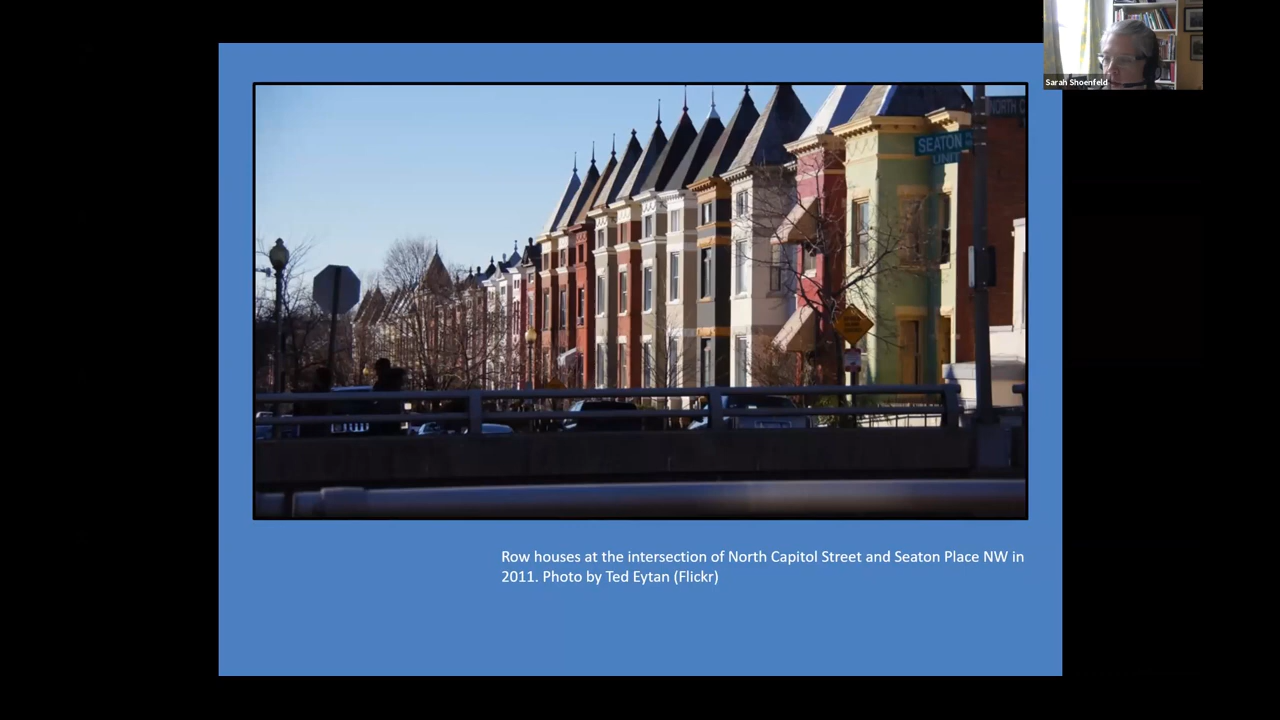 Sarah Shoenfeld
NORTH C
SEATON
UNIT
Row houses at the intersection of North Capitol Street and Seaton Place NW in
2011. Photo by Ted Eytan (Flickr)